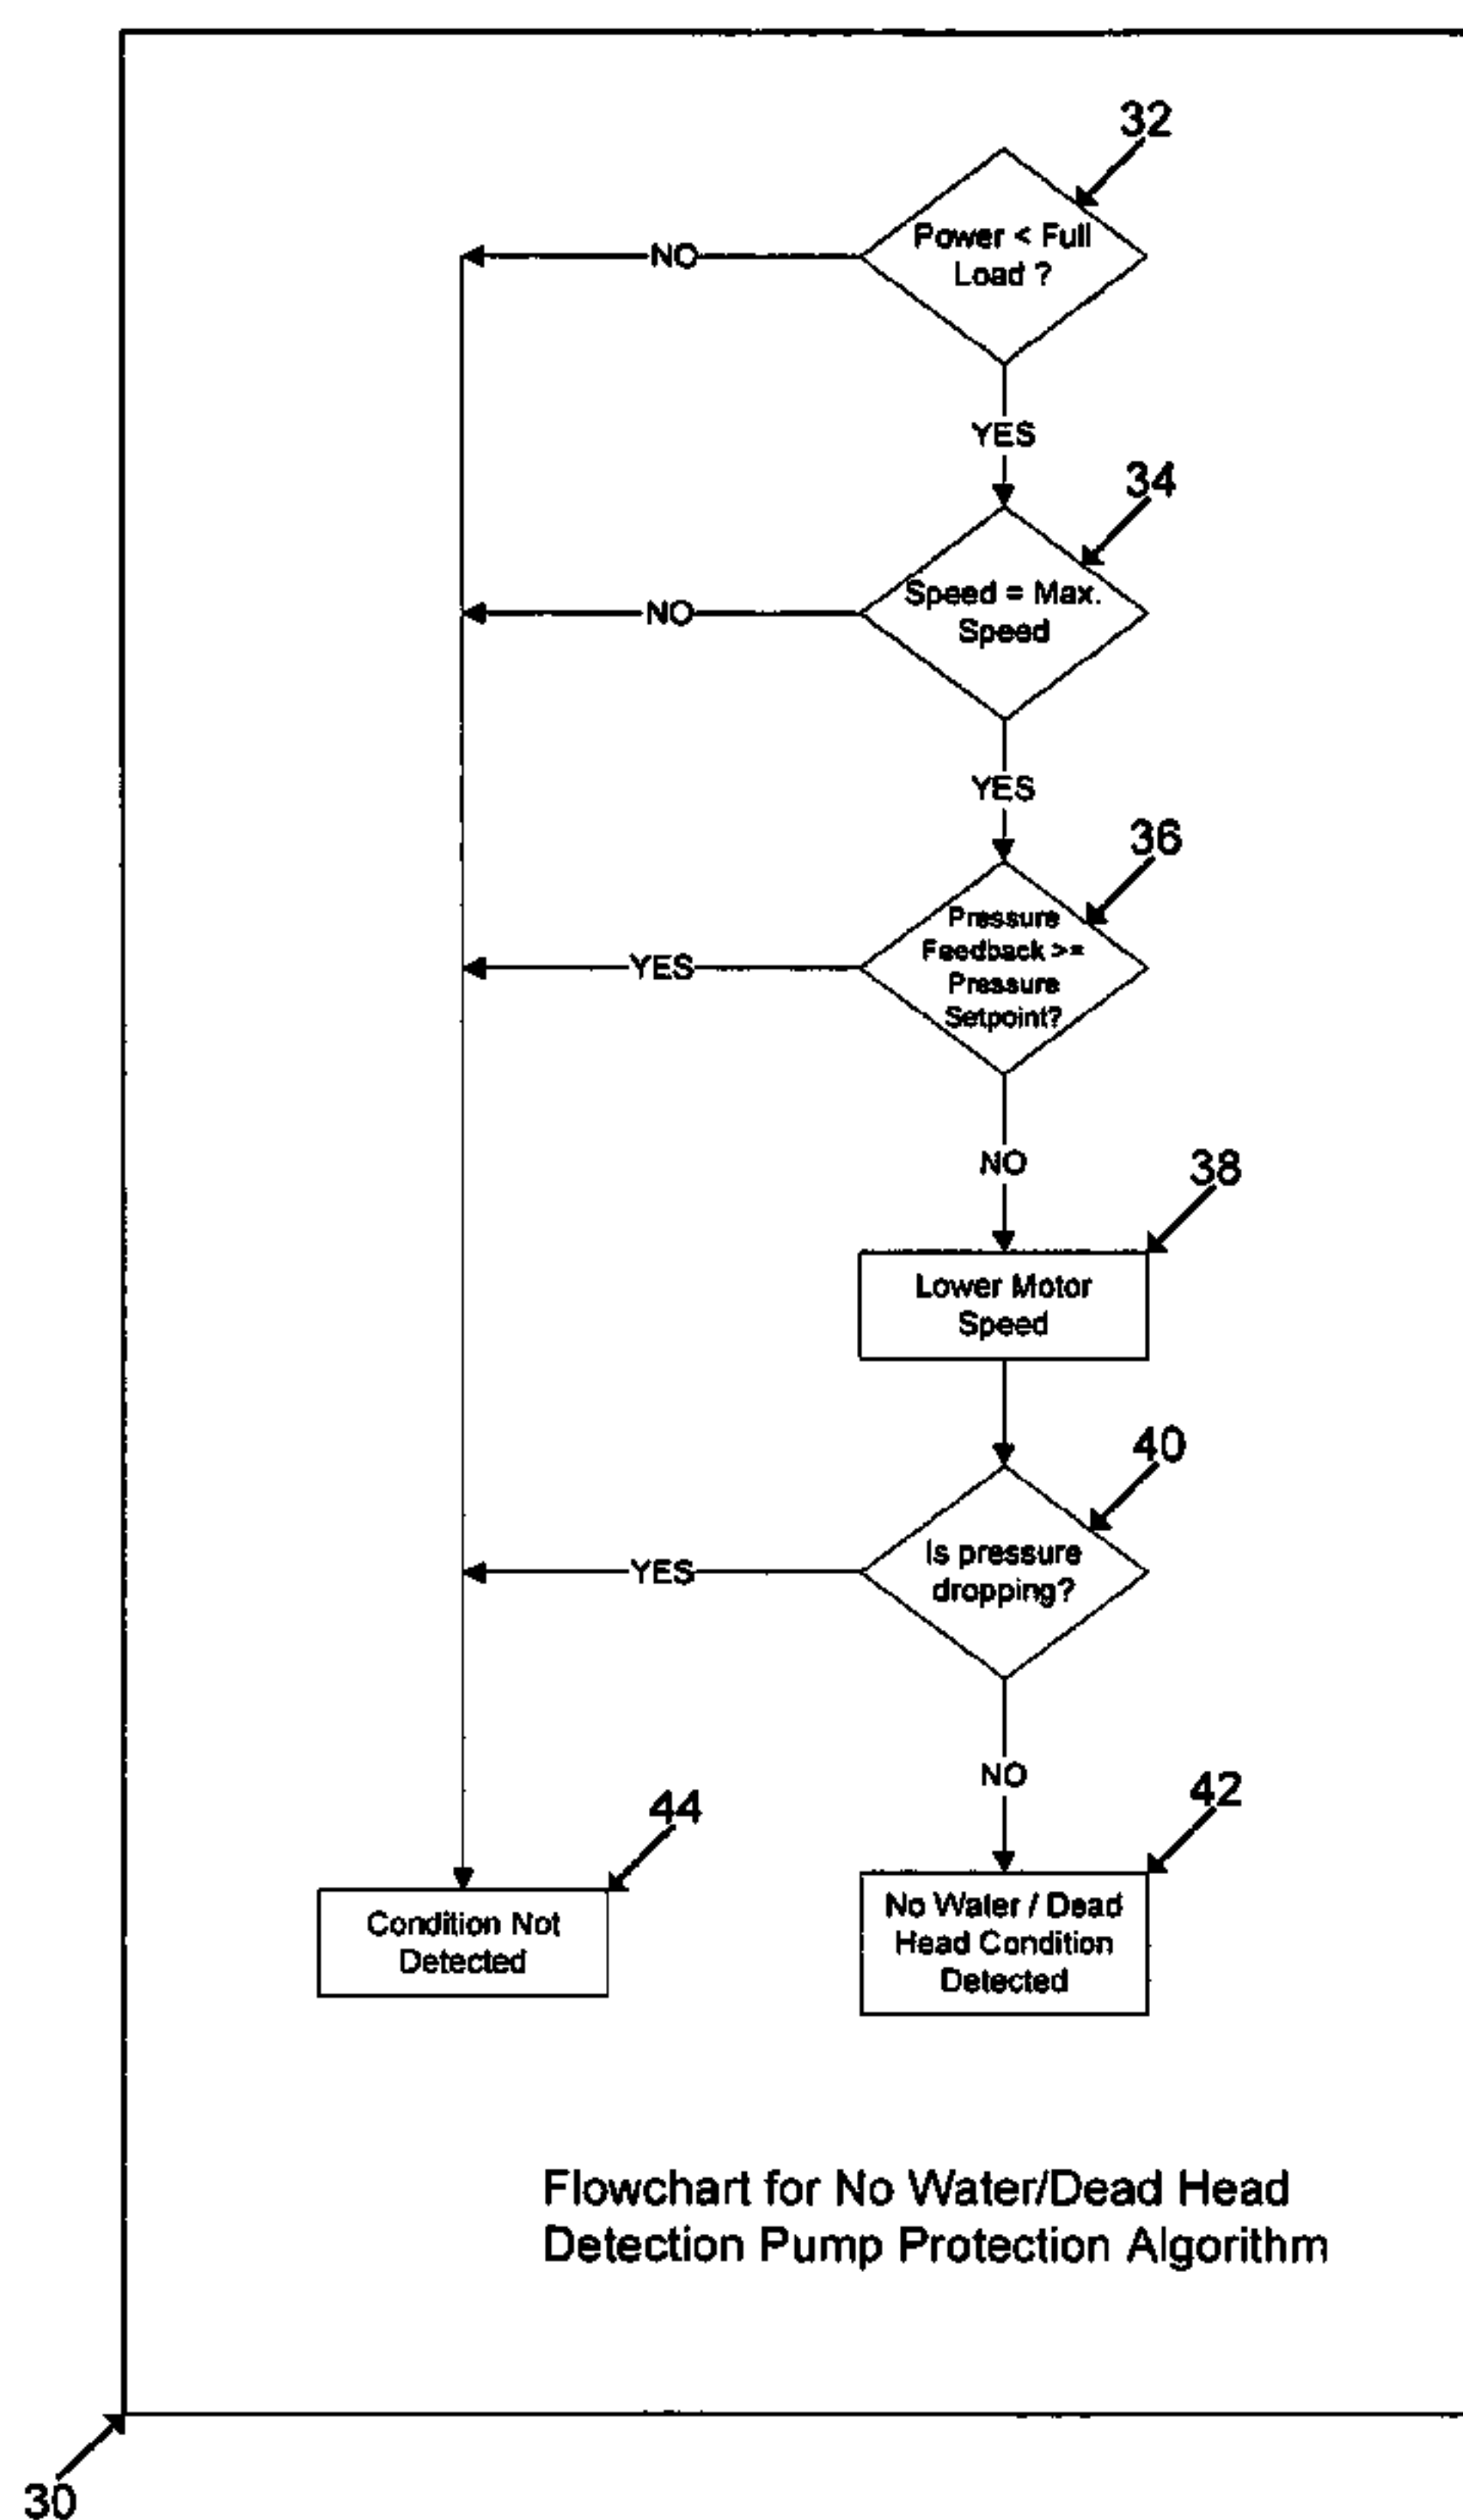 32
Power < Full
Load ?
NO
YES
34
Speed = Max.
Speed
NO
YES
36
Pressure
Feedback >=
Pressure
Setpoint?
YES
NO
38
Lower Motor
Speed
40
Is pressure
dropping?
YES
NO
44
42
Condition Not
Detected
No Water / Dead
Head Condition
Detected
Flowchart for No Water/Dead Head
Detection Pump Protection Algorithm
30